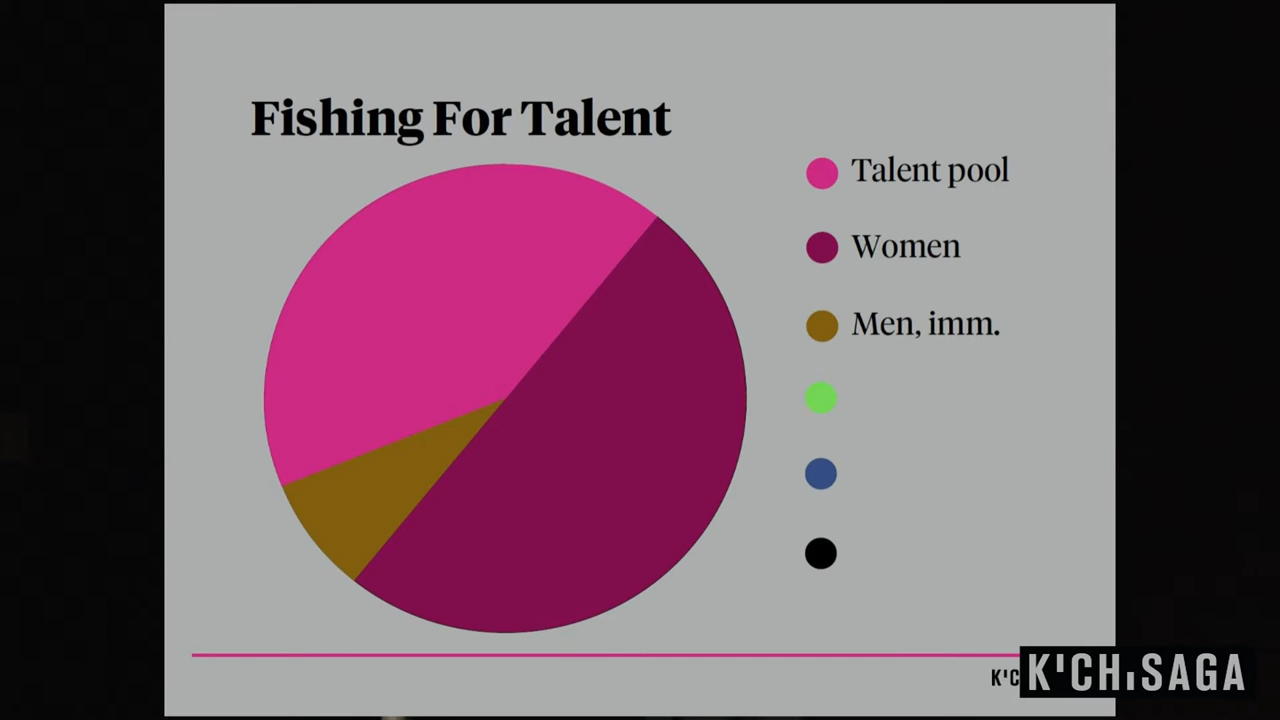 Fishing For Talent
Talent pool
Women
Men, imm.
K'CH.SAGA